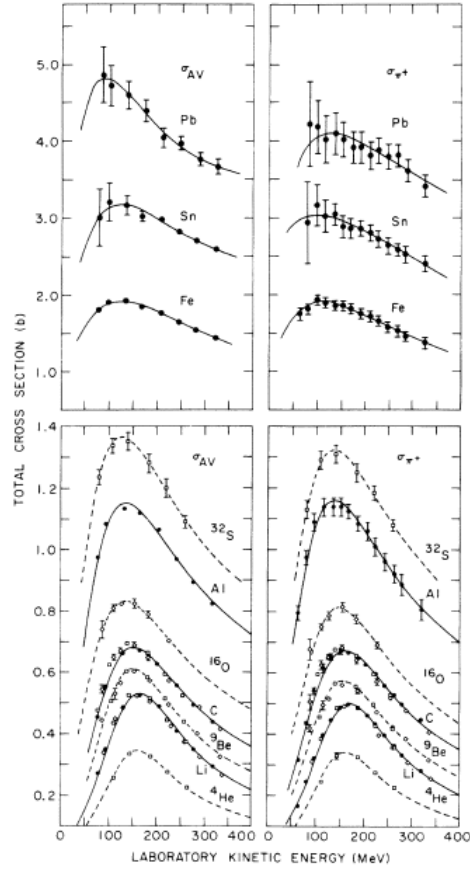 σAV
σπ+
5.0
4.0
3.0
2.0
1.0
Pb
Sn
Fe
Pb
Sn
Fe
TOTAL CROSS SECTION (b)
1.4
1.2
1.0
0.8
0.6
0.4
0.2
σAV
σπ+
32S
Al
16O
C
9Be
Li
4He
32S
Al
16O
C
9Be
Li
4He
0 100 200 300 400
0 100 200 300 400
LABORATORY KINETIC ENERGY (MeV)